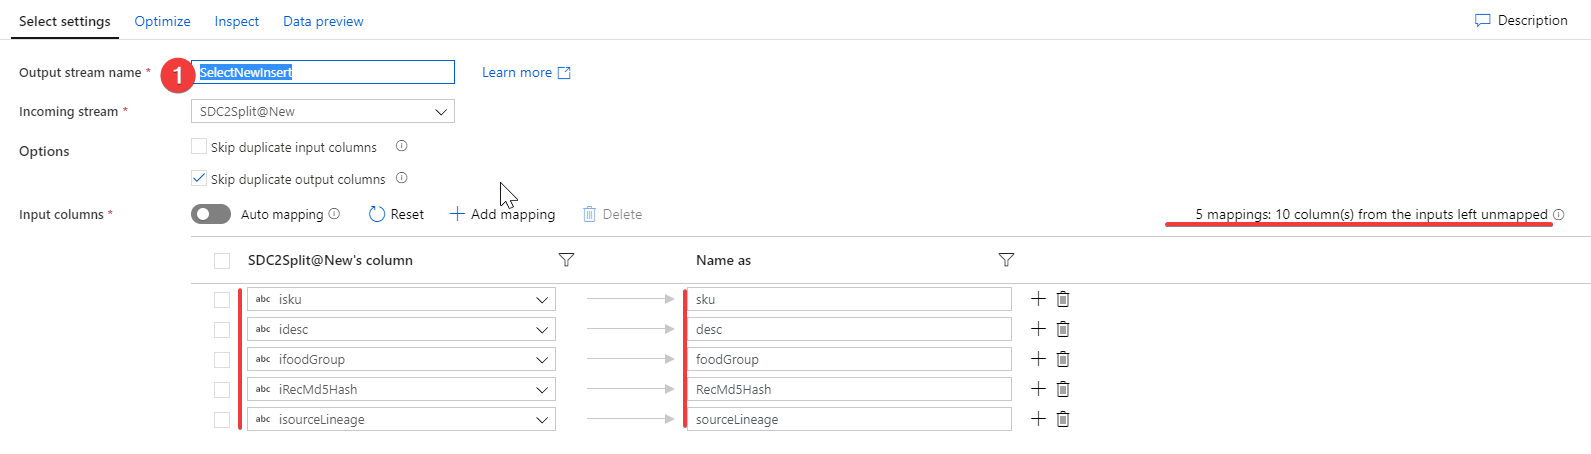 Select settings Optimize Inspect Data preview Description
Output stream name * 1 SelectNewInsert Learn more
Incoming stream * SDC2Split@New
Options Skip duplicate input columns
Skip duplicate output columns
Input columns * Auto mapping Reset Add mapping Delete 5 mappings: 10 column(s) from the inputs left unmapped
SDC2Split@New's column Name as
abc isku sku
abc idesc desc
abc ifoodGroup foodGroup
abc iRecMd5Hash RecMd5Hash
abc isourceLineage sourceLineage